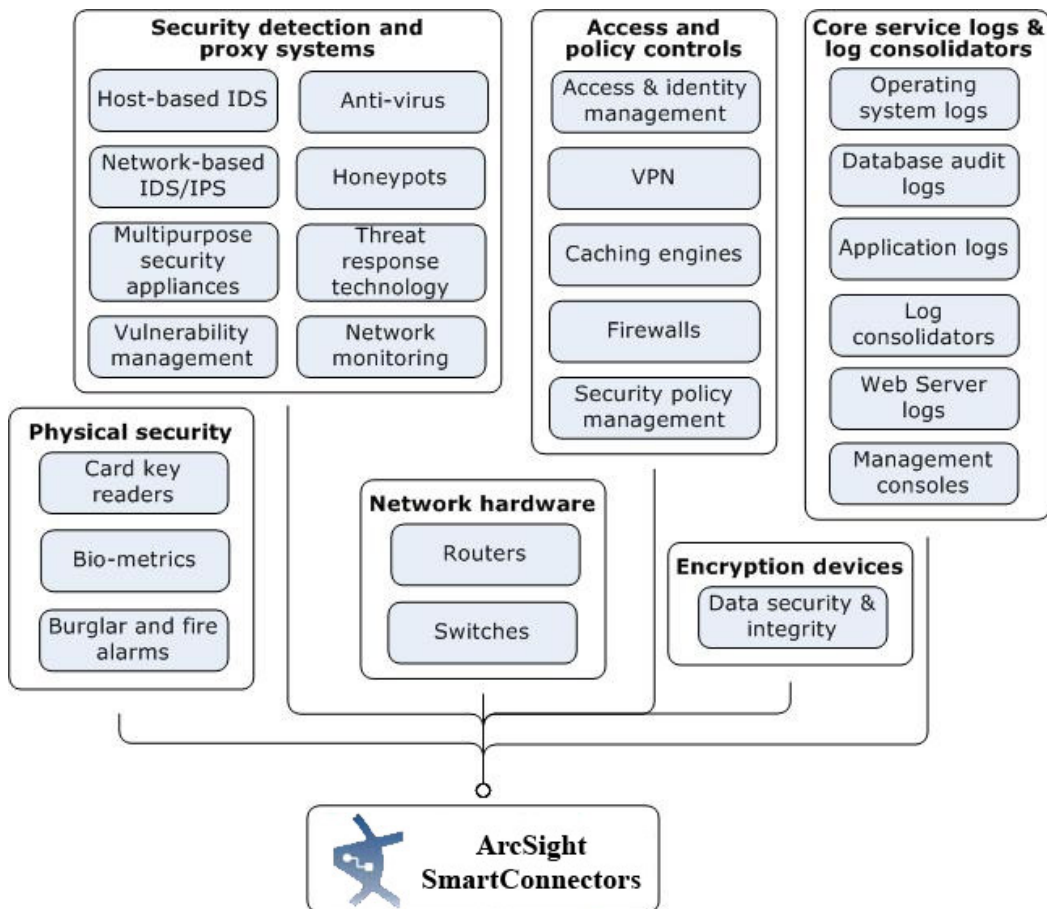 Security detection and
proxy systems
Host-based IDS
Anti-virus
Network-based
IDS/IPS
Honeypots
Multipurpose
security
appliances
Threat
response
technology
Vulnerability
management
Network
monitoring
Access and
policy controls
Access & identity
management
VPN
Caching engines
Firewalls
Security policy
management
Core service logs &
log consolidators
Operating
system logs
Database audit
logs
Application logs
Log
consolidators
Web Server
logs
Management
consoles
Physical security
Card key
readers
Bio-metrics
Burglar and fire
alarms
Network hardware
Routers
Switches
Encryption devices
Data security &
integrity
ArcSight
SmartConnectors